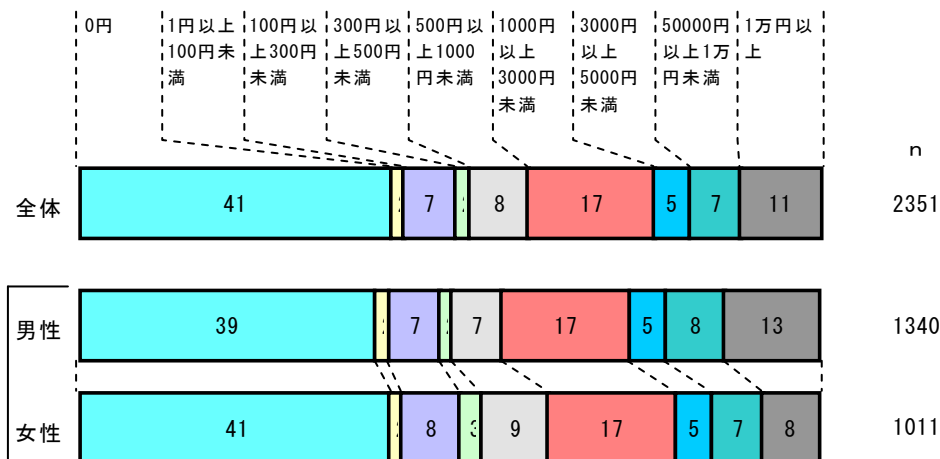 0円
1円以上
100円未
満
100円以
上300円
未満
300円以
上500円
未満
500円以
上1000
円未満
1000円
以上
3000円
未満
3000円
以上
5000円
未満
50000円
以上1万
円未満
1万円以
上
n
全体 41 7 8 17 5 7 11 2351
男性 39 7 7 17 5 8 13 1340
女性 41 8 3 9 17 5 7 8 1011